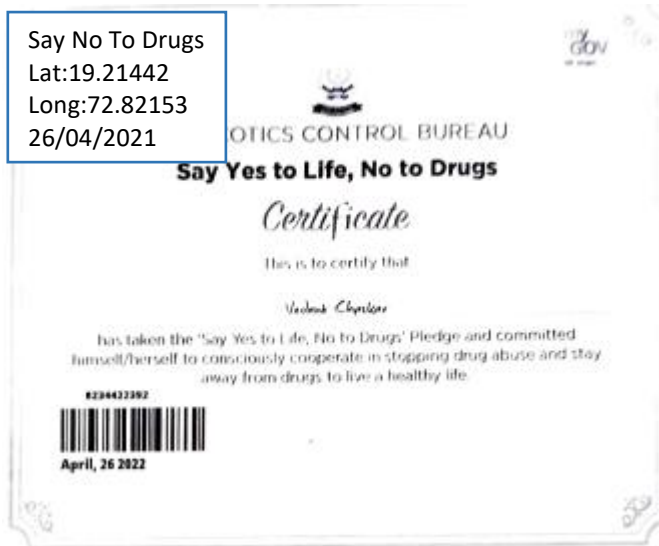 Say No To Drugs
Lat:19.21442
Long:72.82153
26/04/2021
GOV
OTICS CONTROL BUREAU
Say Yes to Life, No to Drugs
Certificate
This is to certify that
has taken the 'Say Yes to Life, No to Drugs' Pledge and committed
himself/herself to consciously cooperate in stopping drug abuse and stay
away from drugs to live a healthy life
April, 26 2022